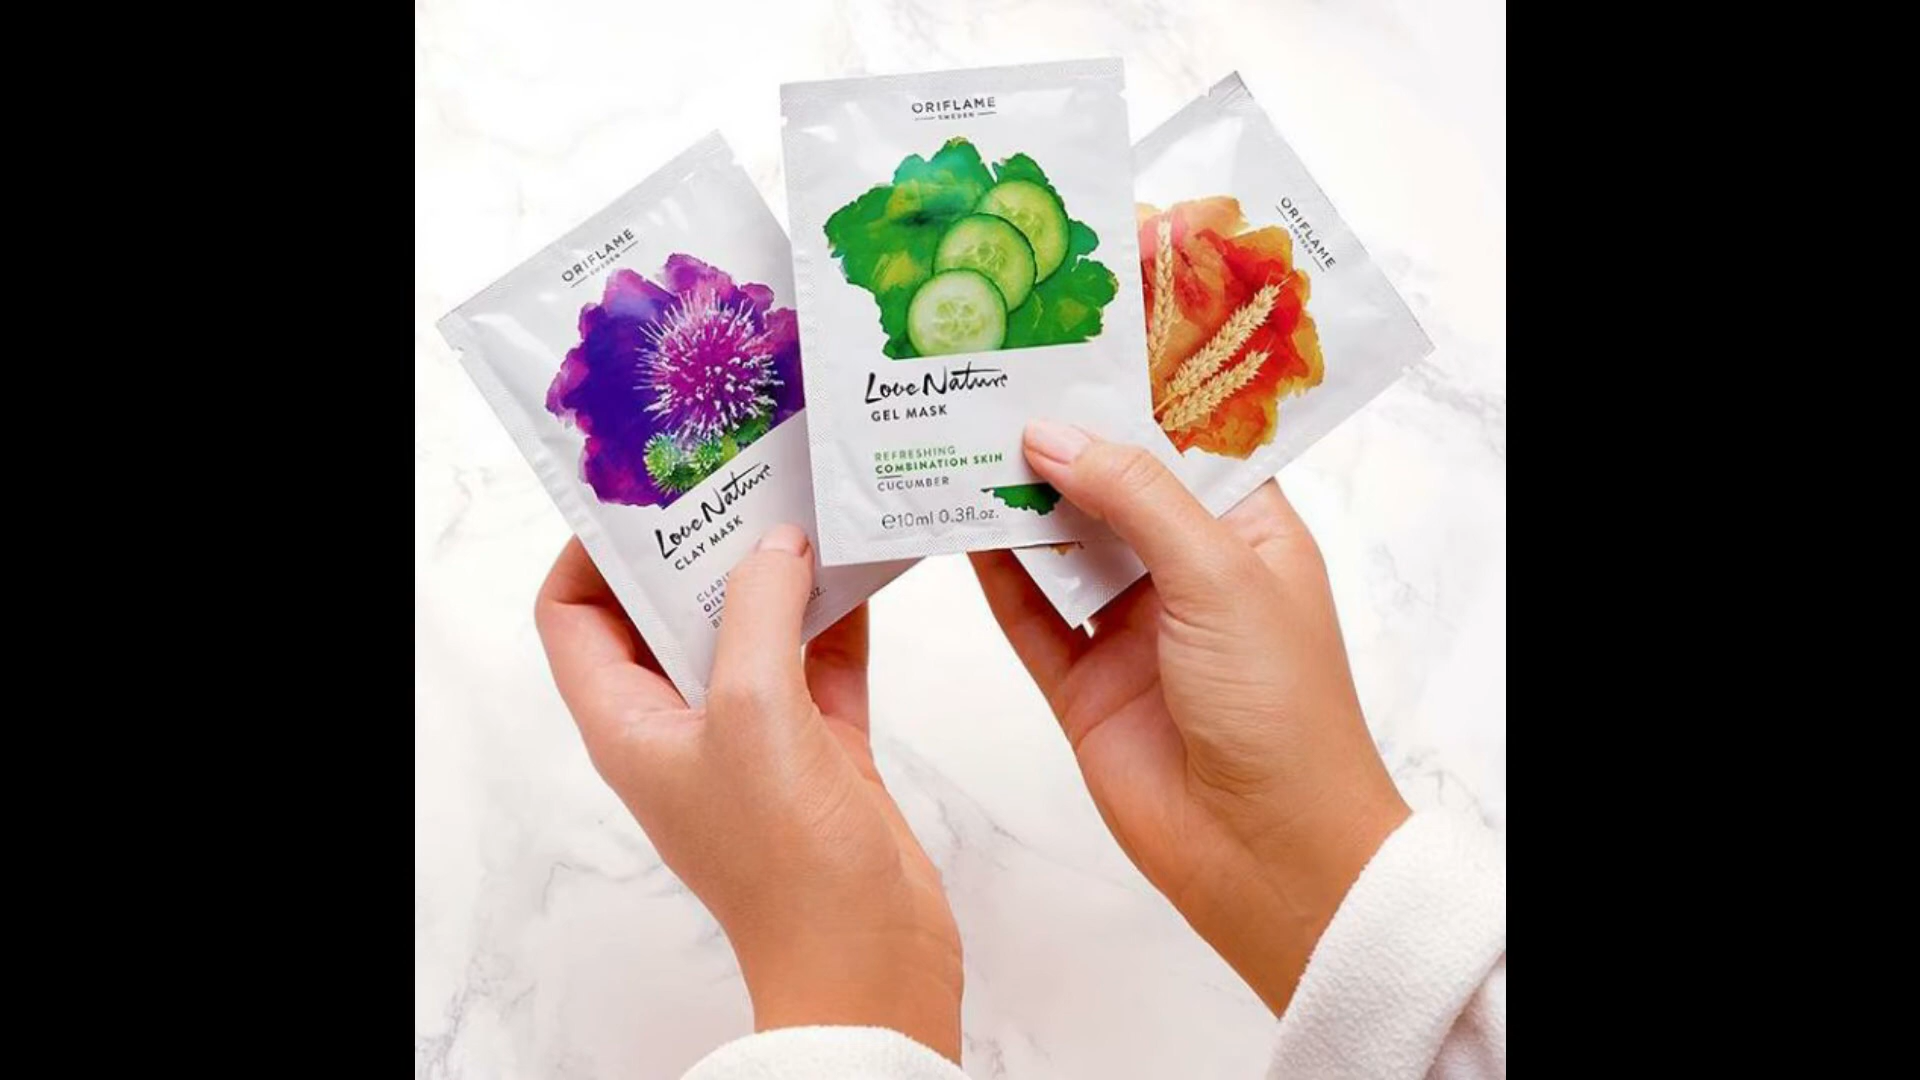 ORIFLAME
SWEDEN
Love Nature
CLAY MASK
ORIFLAME
SWEDEN
Love Nature
GEL MASK
REFRESHING
COMBINATION SKIN
CUCUMBER
℮10ml 0.3fl.oz.
ORIFLAME
SWEDEN